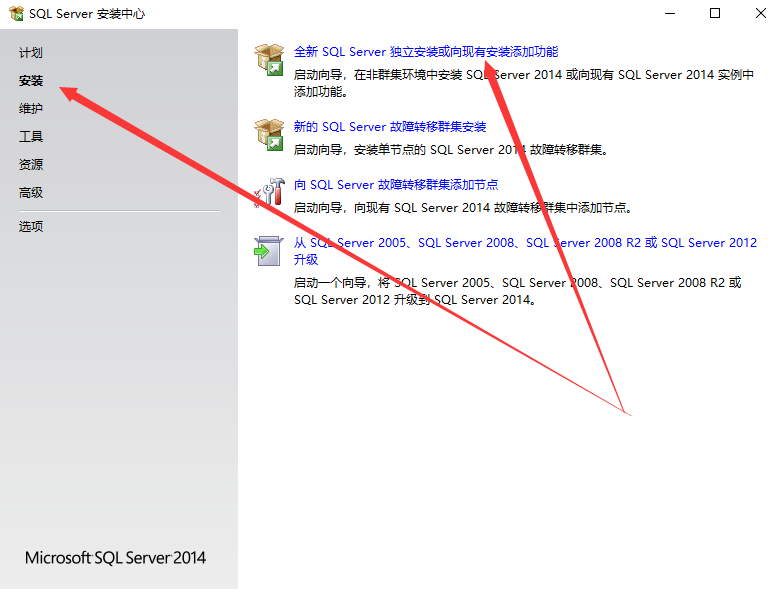 SQL Server 安装中心
计划
安装
维护
工具
资源
高级
选项
全新 SQL Server 独立安装或向现有安装添加功能
启动向导，在非群集环境中安装 SQL Server 2014 或向现有 SQL Server 2014 实例中
添加功能。
新的 SQL Server 故障转移群集安装
启动向导，安装单节点的 SQL Server 2014 故障转移群集。
向 SQL Server 故障转移群集添加节点
启动向导，向现有 SQL Server 2014 故障转移群集中添加节点。
从 SQL Server 2005、SQL Server 2008、SQL Server 2008 R2 或 SQL Server 2012
升级
启动一个向导，将 SQL Server 2005、SQL Server 2008、SQL Server 2008 R2 或
SQL Server 2012 升级到 SQL Server 2014。
Microsoft SQL Server 2014